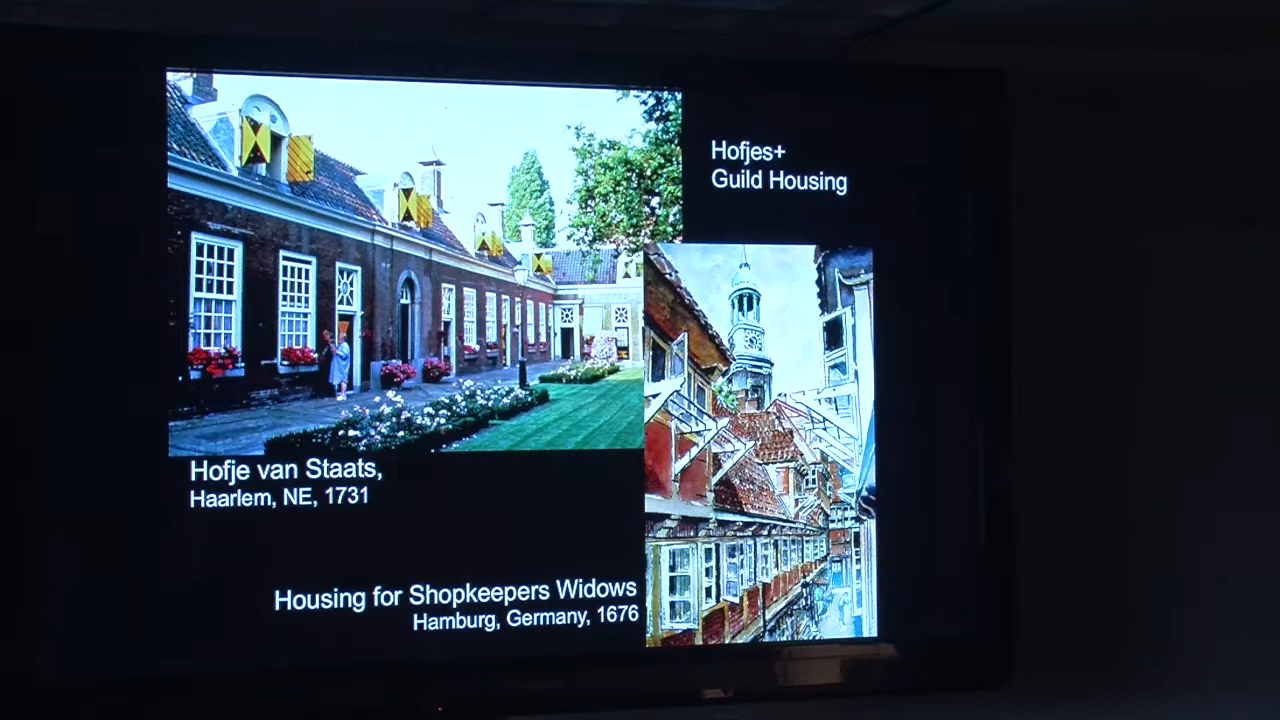 Hofjes+
Guild Housing
Hofje van Staats,
Haarlem, NE, 1731
Housing for Shopkeepers Widows
Hamburg, Germany, 1676